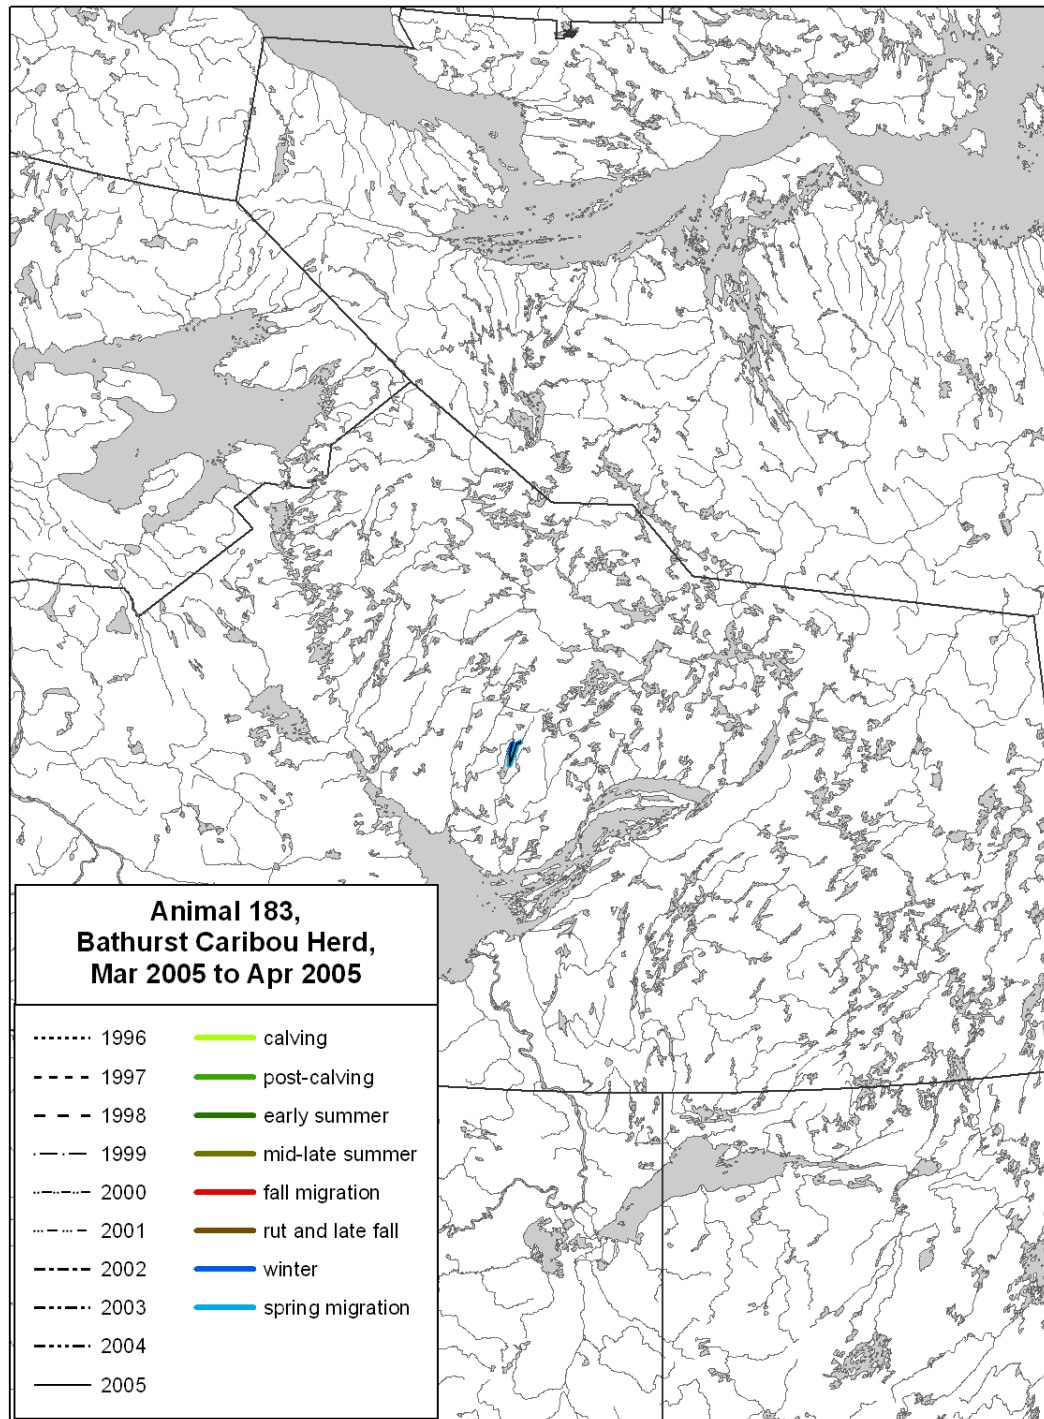 Animal 183,
Bathurst Caribou Herd,
Mar 2005 to Apr 2005
1996
1997
1998
1999
2000
2001
2002
2003
2004
2005
calving
post-calving
early summer
mid-late summer
fall migration
rut and late fall
winter
spring migration